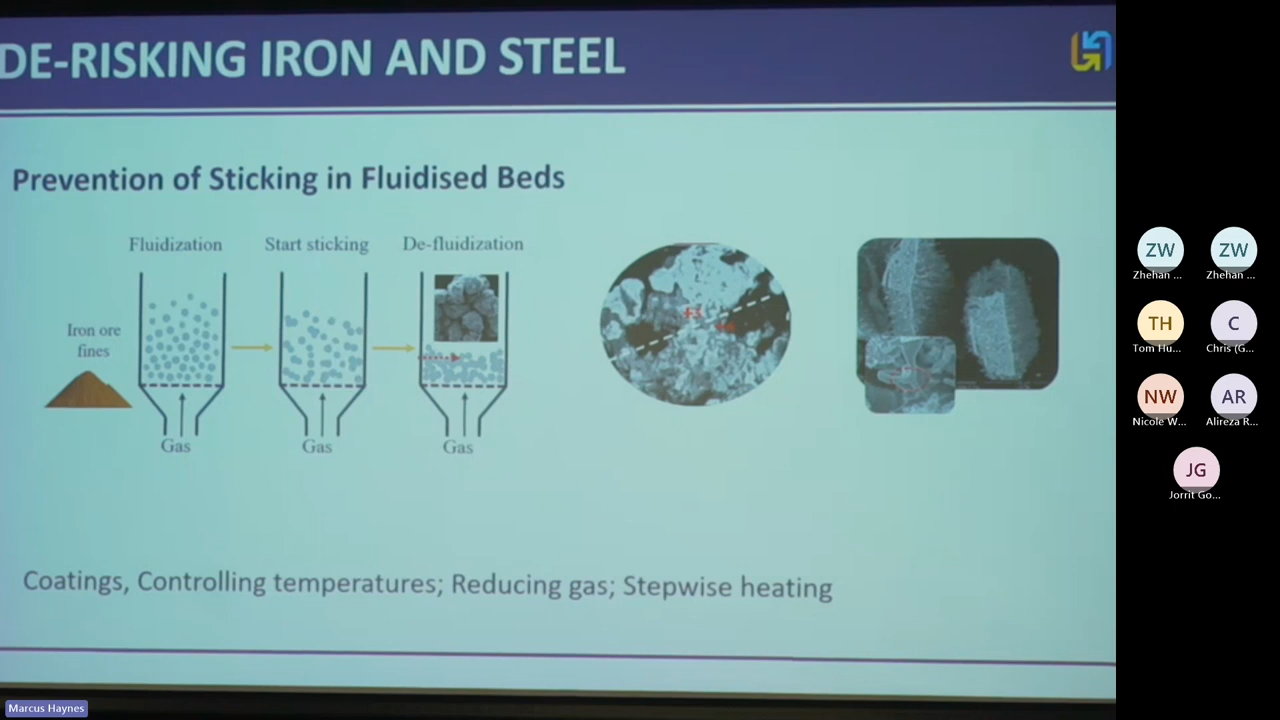 DE-RISKING IRON AND STEEL
Prevention of Sticking in Fluidised Beds
Fluidization
Start sticking
De-fluidization
Iron ore
fines
Gas
Gas
Gas
Coatings, Controlling temperatures; Reducing gas; Stepwise heating
ZW
Zhehan ...
ZW
Zhehan ...
TH
Tom Hu...
C
Chris (G...
NW
Nicole W...
AR
Alireza R...
JG
Jorrit Go...
Marcus Haynes